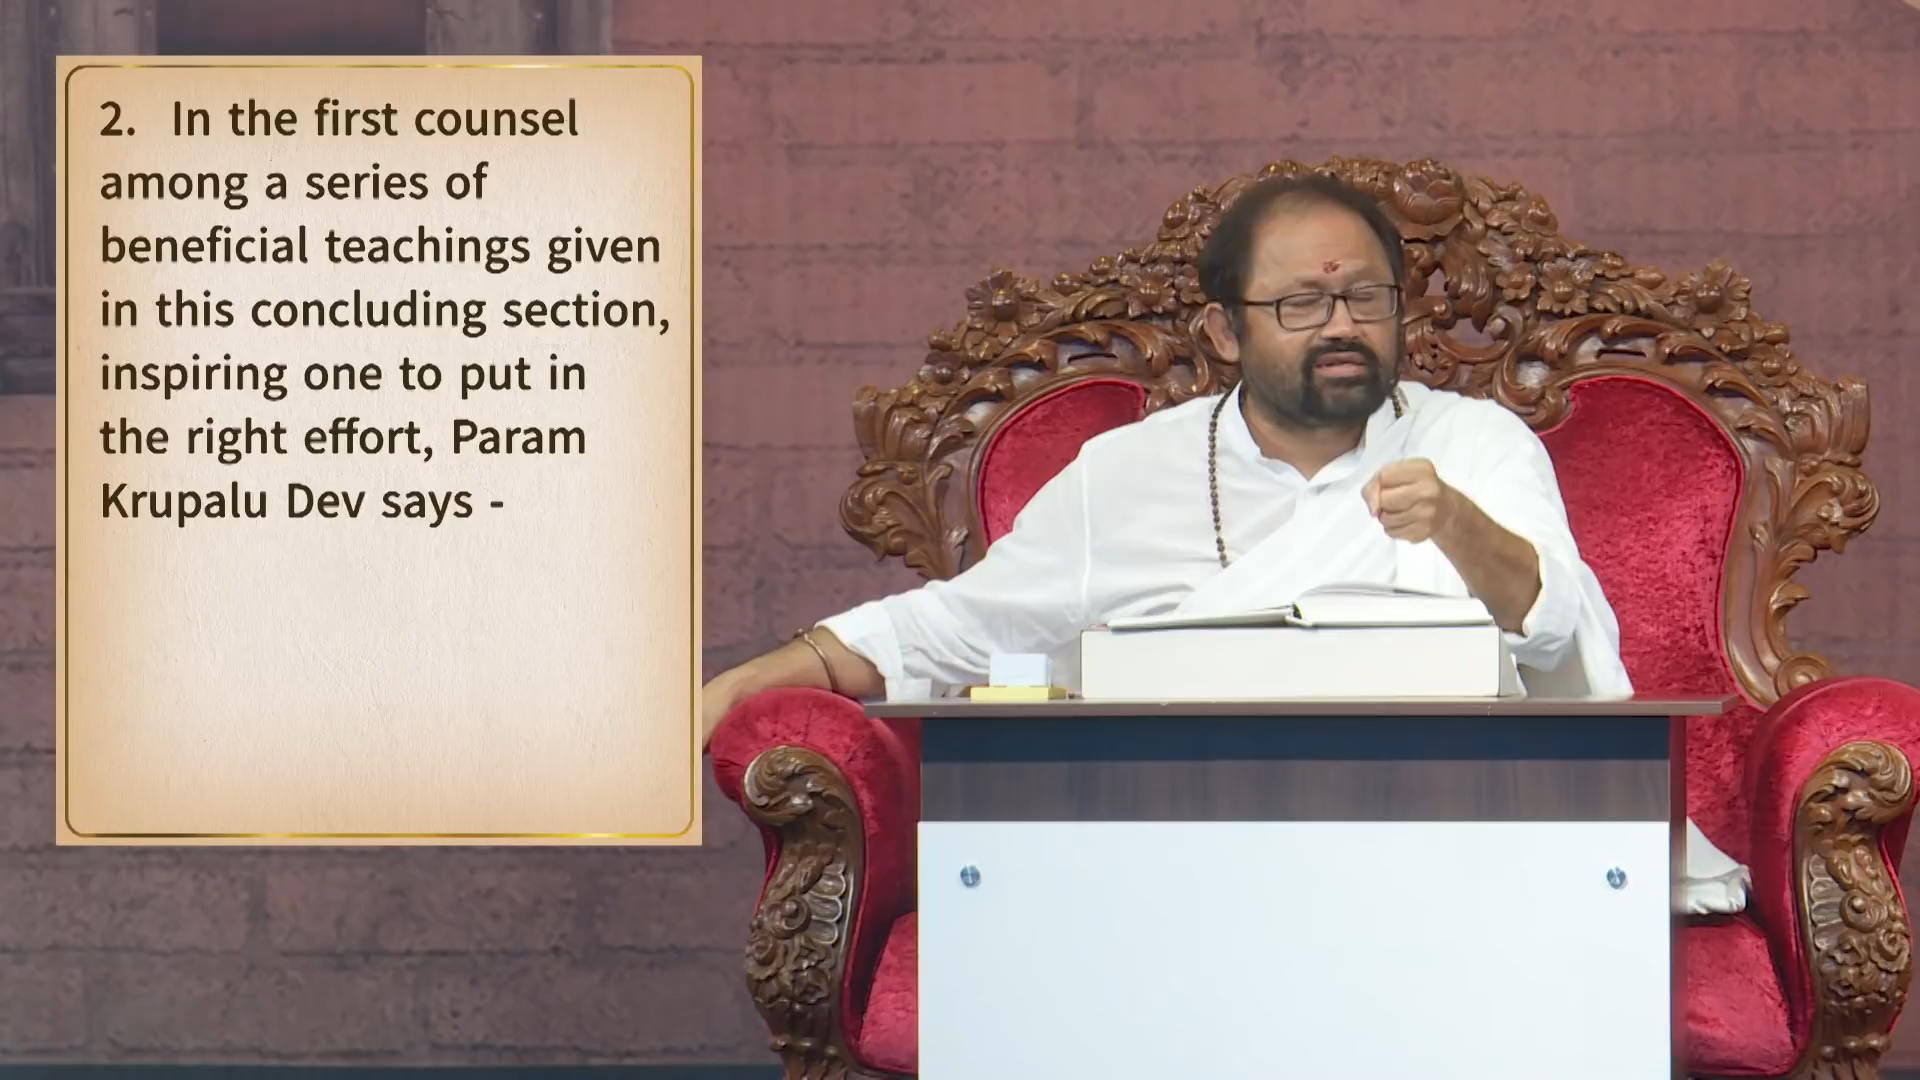 2. In the first counsel
among a series of
beneficial teachings given
in this concluding section,
inspiring one to put in
the right effort, Param
Krupalu Dev says -